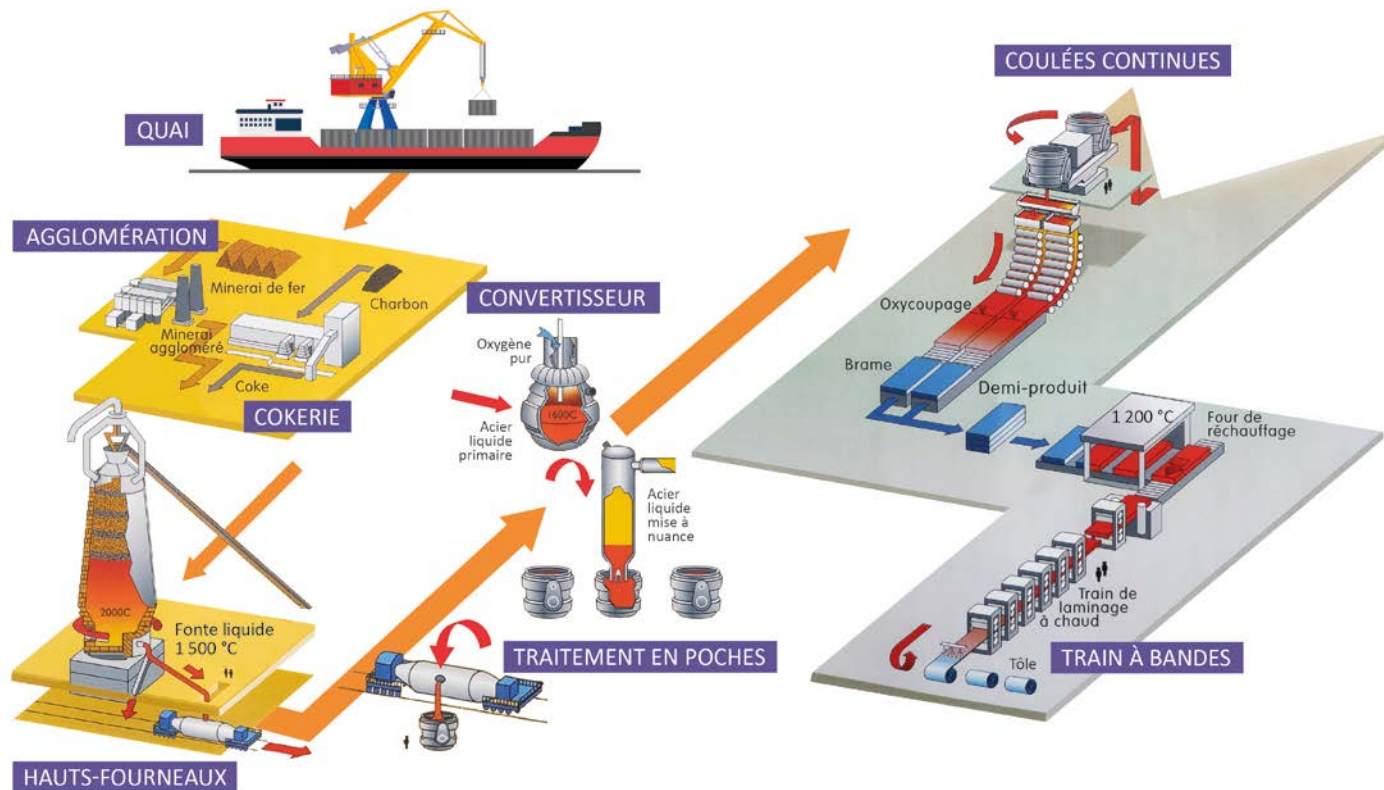 QUAI
AGGLOMÉRATION
Minerai de fer
Charbon
Minerai
aggloméré
Coke
COKERIE
2000C
Fonte liquide
1 500 °C
HAUTS-FOURNEAUX
CONVERTISSEUR
Oxygène
pur
1600C
Acier
liquide
primaire
Acier
liquide
mise à
nuance
TRAITEMENT EN POCHES
COULÉES CONTINUES
Oxycoupage
Brame
Demi-produit
1 200 °C
Four de
réchauffage
Train de
laminage
à chaud
Tôle
TRAIN À BANDES